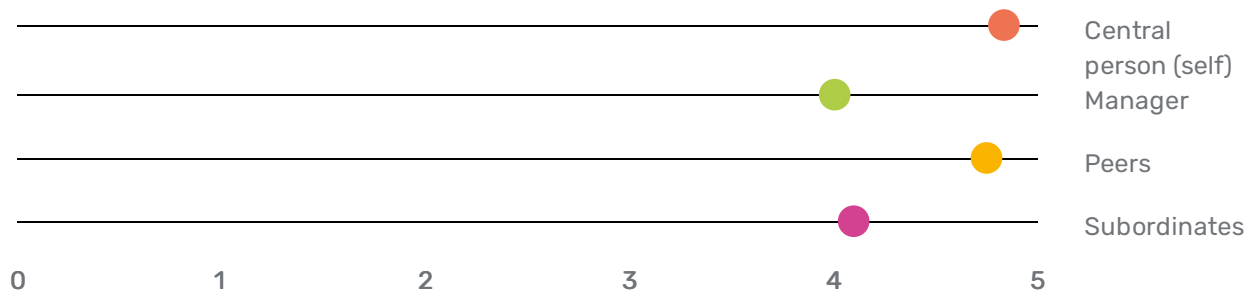 Central
person (self)
Manager
Peers
Subordinates
0 1 2 3 4 5